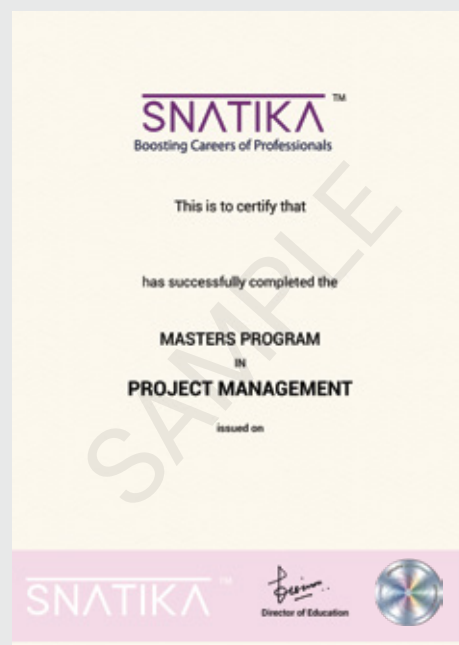 SNATIKA™
Boosting Careers of Professionals
This is to certify that
has successfully completed the
MASTERS PROGRAM
IN
PROJECT MANAGEMENT
issued on
SAMPLE
SNATIKA™
Director of Education